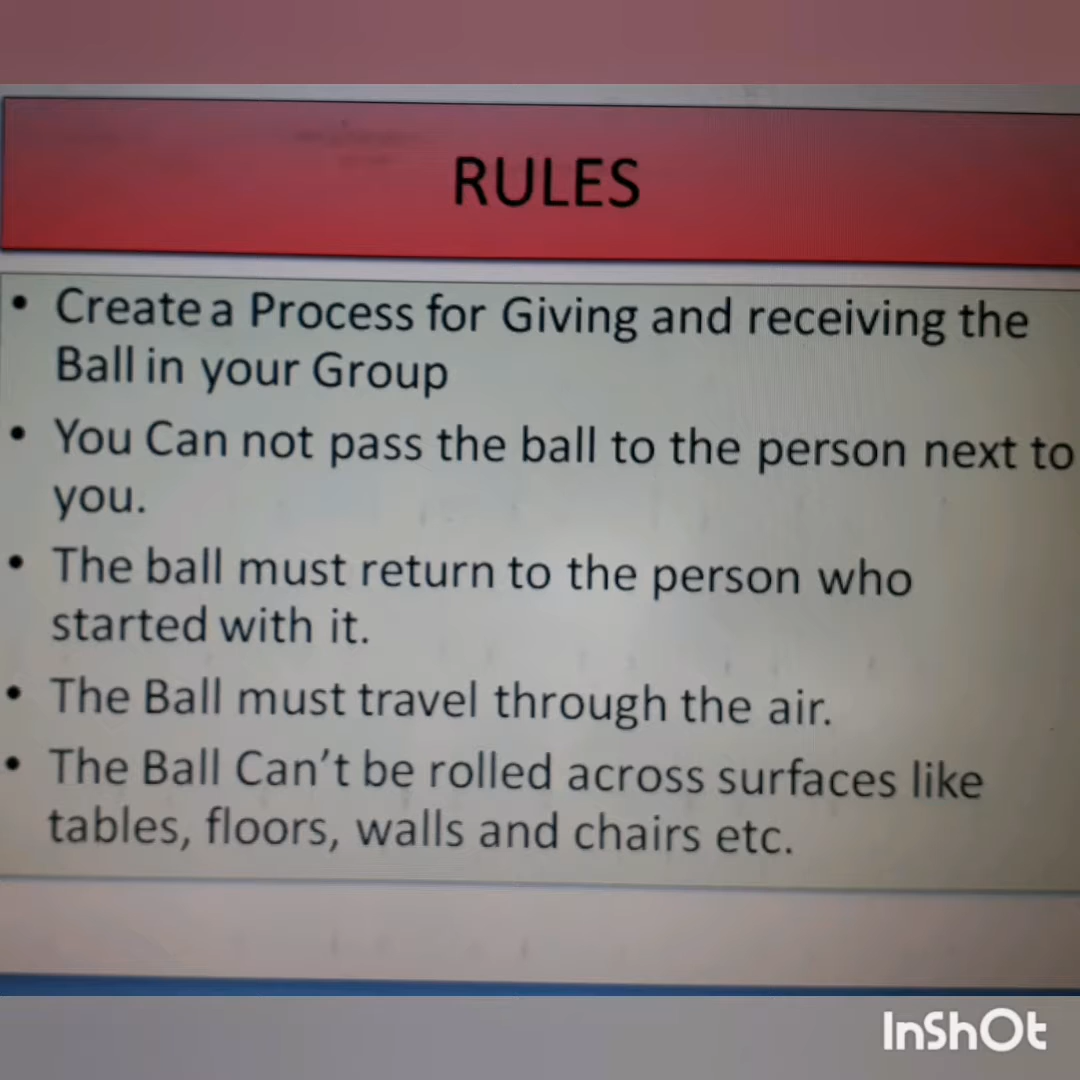 RULES
• Create a Process for Giving and receiving the
Ball in your Group
• You Can not pass the ball to the person next to
you.
• The ball must return to the person who
started with it.
• The Ball must travel through the air.
• The Ball Can't be rolled across surfaces like
tables, floors, walls and chairs etc.
InShOt